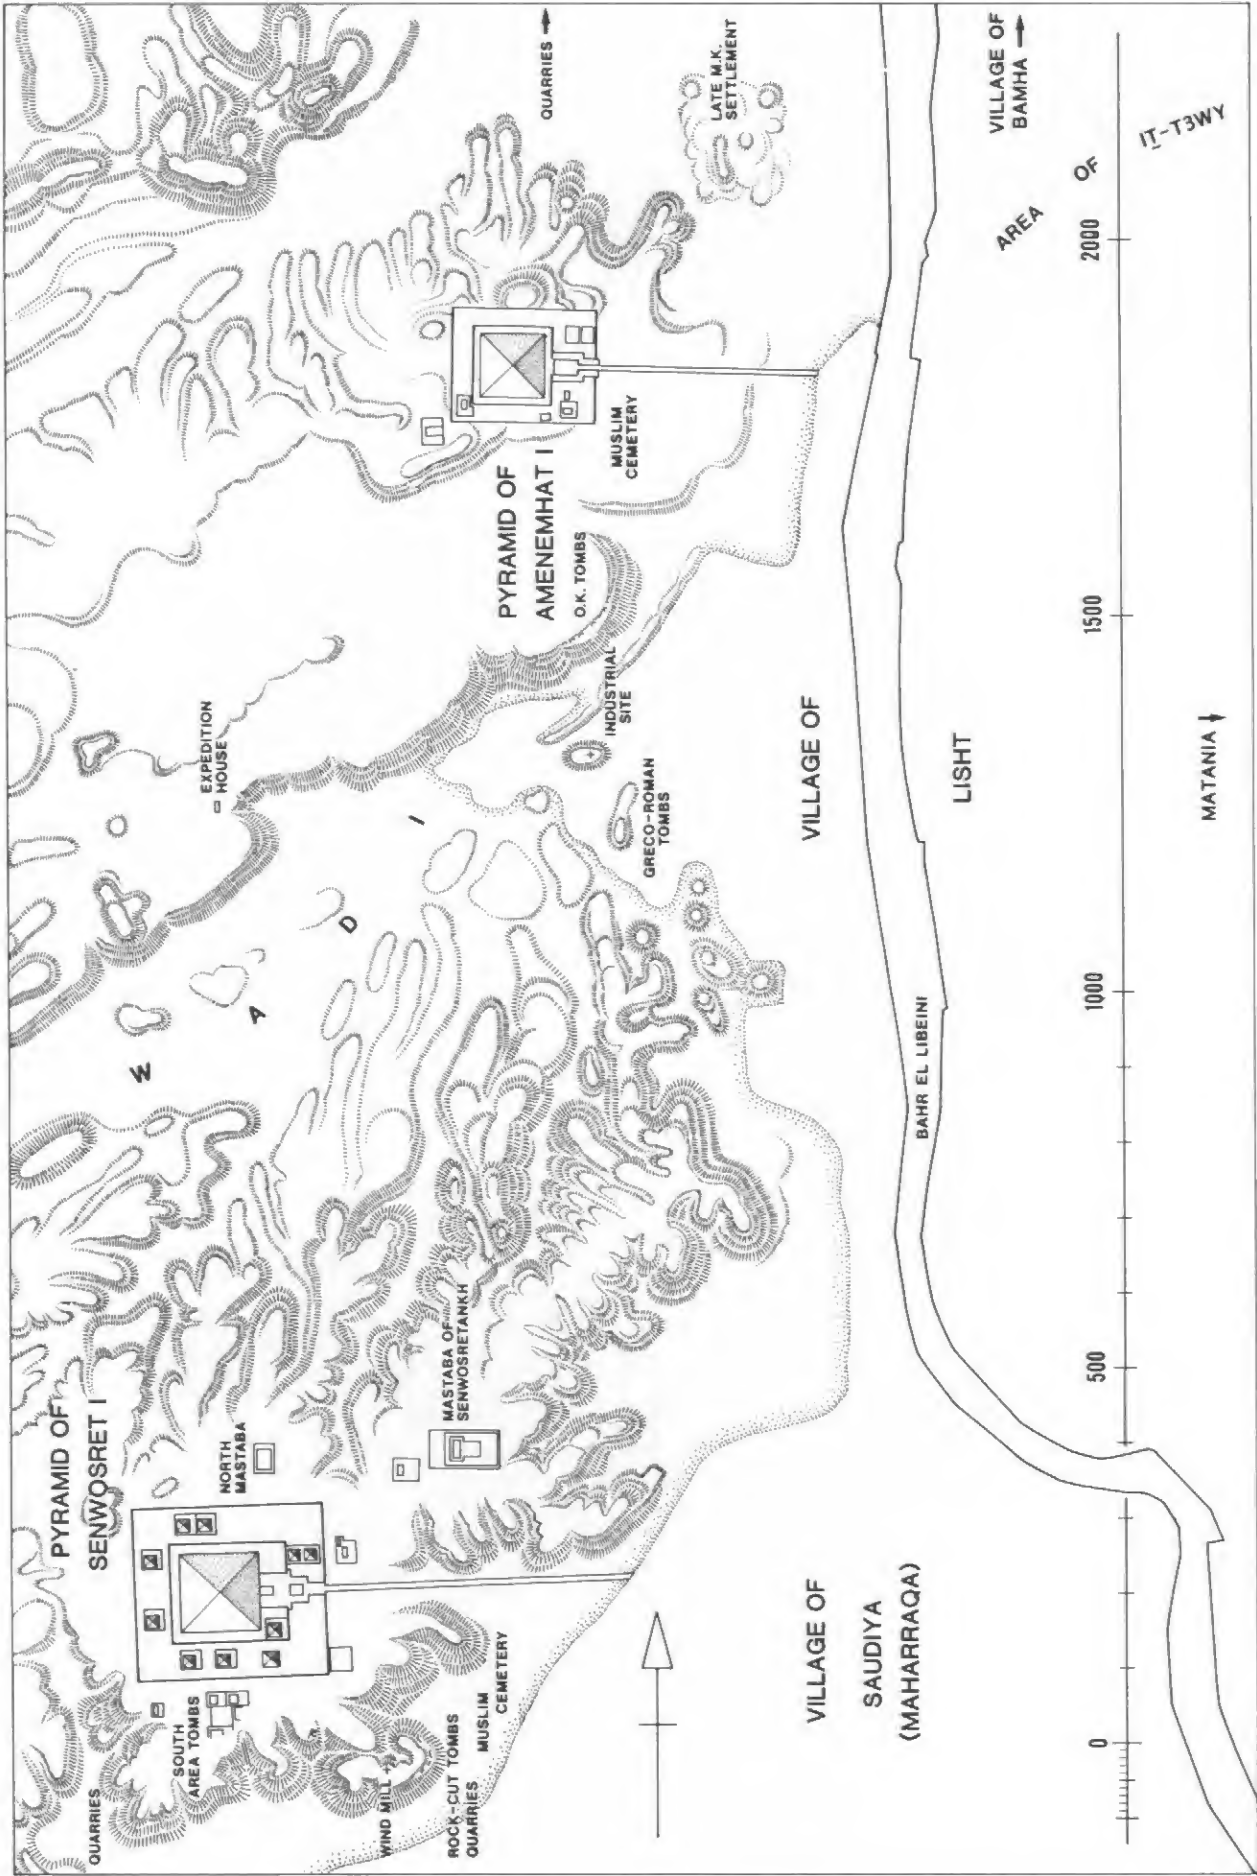 QUARRIES
PYRAMID OF
SENWOSRET I
SOUTH
AREA TOMBS
NORTH
MASTABA
WIND MILL
ROCK-CUT TOMBS
QUARRIES
MUSLIM
CEMETERY
MASTABA OF
SENWOSRETANKH
W A D I
EXPEDITION
HOUSE
PYRAMID OF
AMENEMHAT I
O.K. TOMBS
INDUSTRIAL
SITE
GRECO-ROMAN
TOMBS
MUSLIM
CEMETERY
QUARRIES →
LATE M.K.
SETTLEMENT
VILLAGE OF
SAUDIYA
(MAHARRAQA)
VILLAGE OF
LISHT
BAHR EL LIBEINI
VILLAGE OF
BAMHA →
AREA OF
IṮ-T3WY
0 500 1000 1500 2000
MATANIA ↓